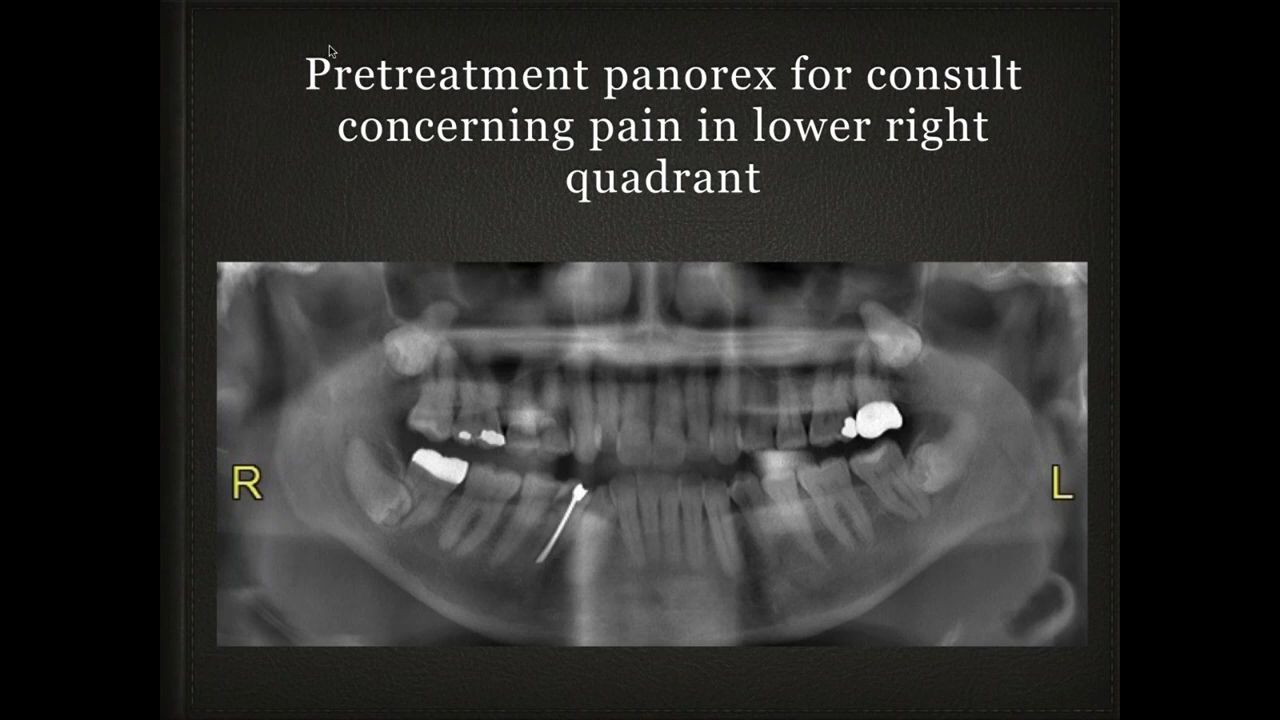 Pretreatment panorex for consult
concerning pain in lower right
quadrant
R
L